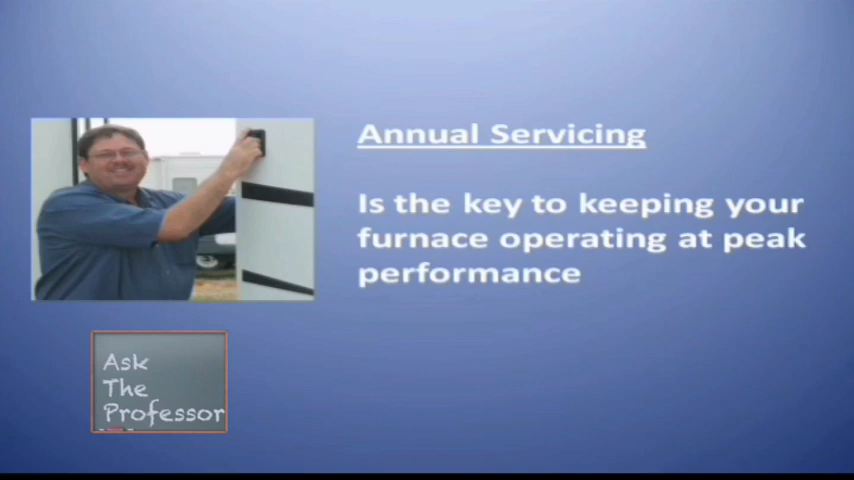 Annual Servicing
Is the key to keeping your
furnace operating at peak
performance
Ask
The
Professor